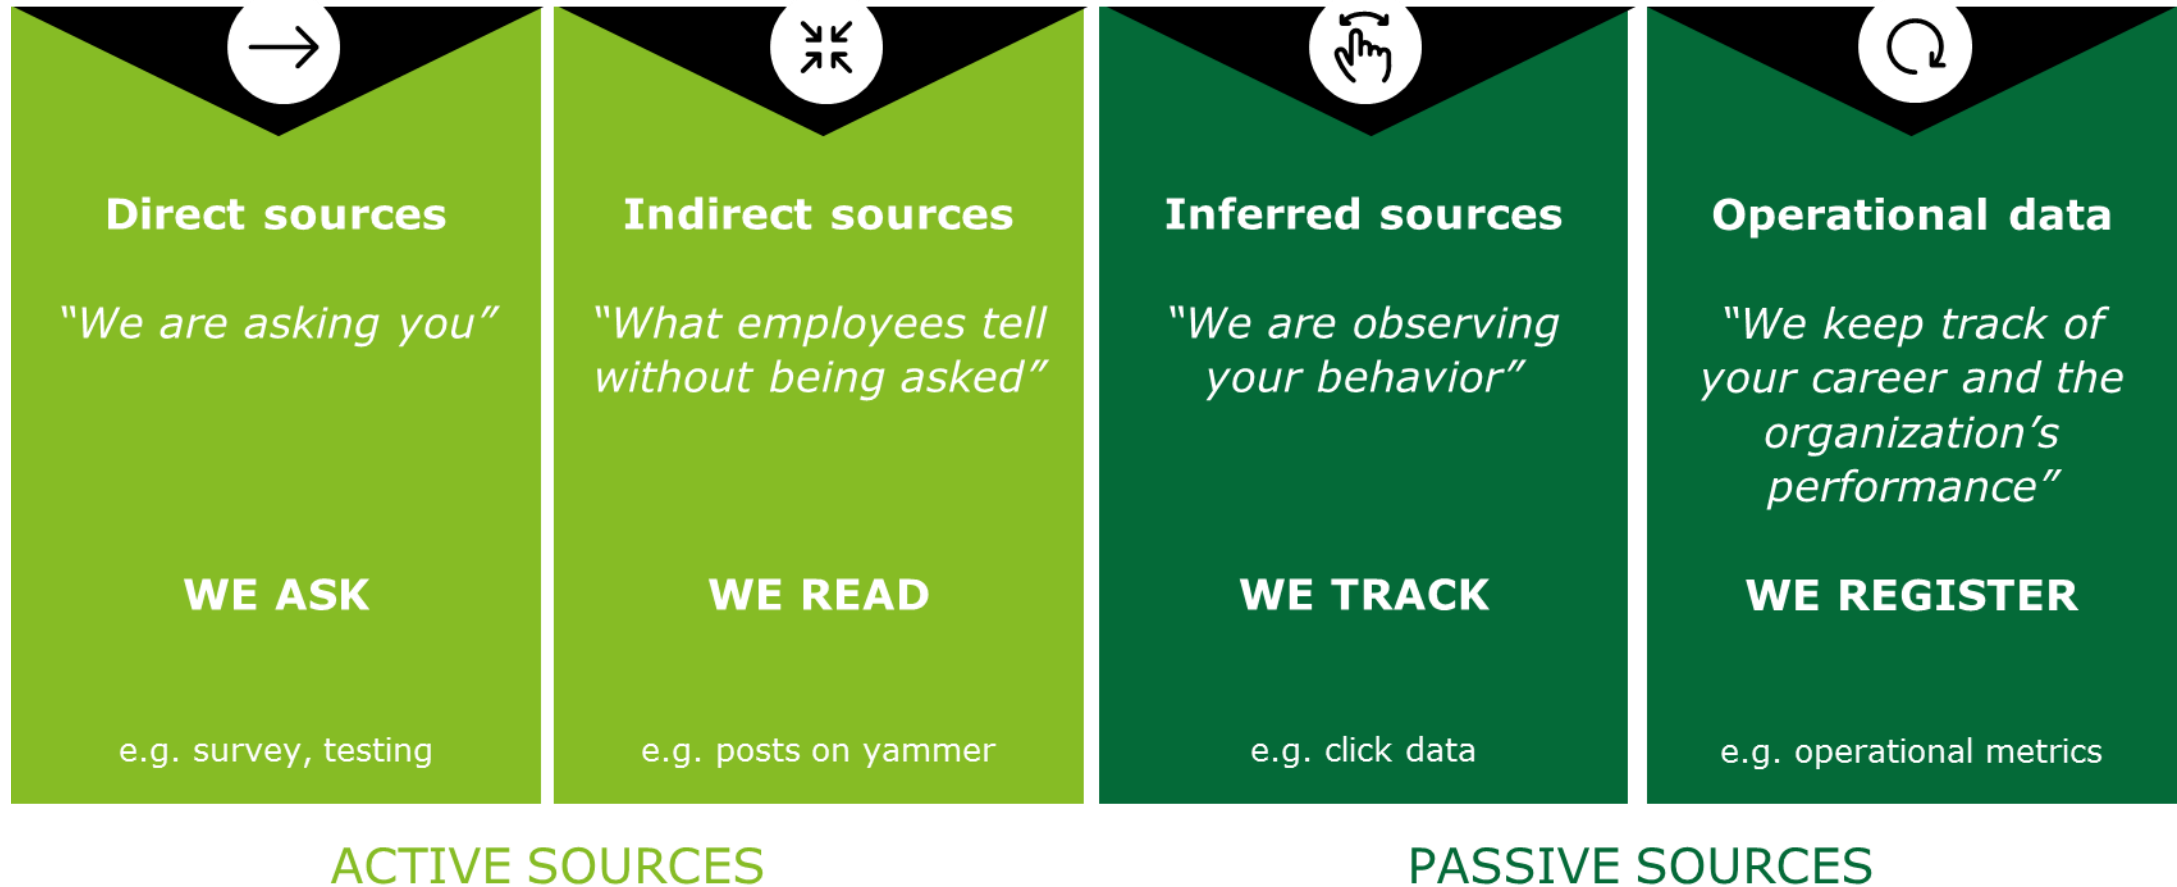 Direct sources
“We are asking you”
WE ASK
e.g. survey, testing
Indirect sources
“What employees tell
without being asked”
WE READ
e.g. posts on yammer
Inferred sources
“We are observing
your behavior”
WE TRACK
e.g. click data
Operational data
“We keep track of
your career and the
organization’s
performance”
WE REGISTER
e.g. operational metrics
ACTIVE SOURCES
PASSIVE SOURCES